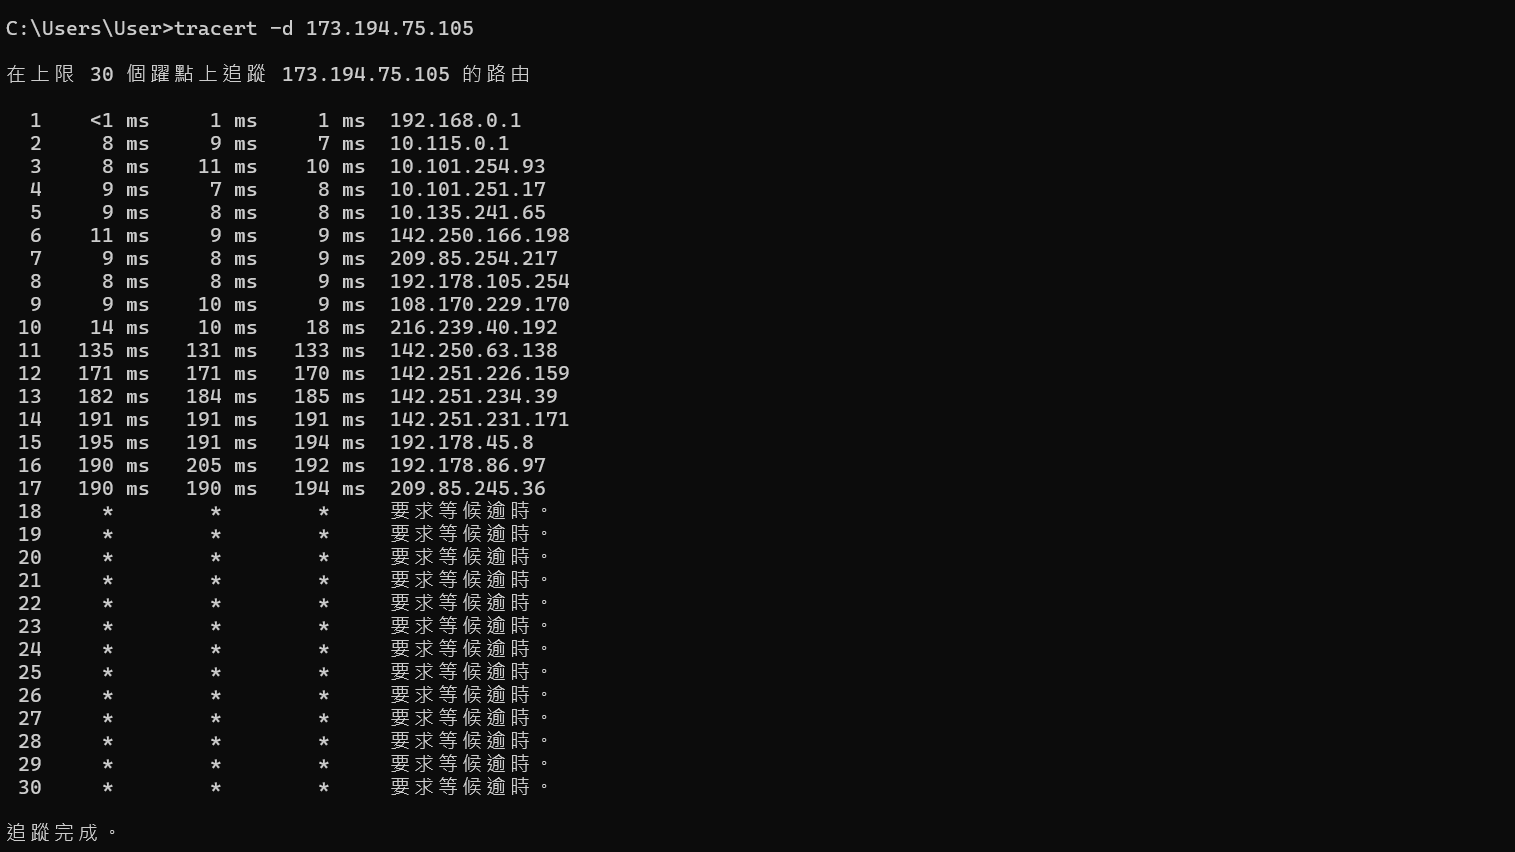 C:\Users\User>tracert -d 173.194.75.105
在上限 30 個躍點上追蹤 173.194.75.105 的路由
1 <1 ms 1 ms 1 ms 192.168.0.1
2 8 ms 9 ms 7 ms 10.115.0.1
3 8 ms 11 ms 10 ms 10.101.254.93
4 9 ms 7 ms 8 ms 10.101.251.17
5 9 ms 8 ms 8 ms 10.135.241.65
6 11 ms 9 ms 9 ms 142.250.166.198
7 9 ms 8 ms 9 ms 209.85.254.217
8 8 ms 8 ms 9 ms 192.178.105.254
9 9 ms 10 ms 9 ms 108.170.229.170
10 14 ms 10 ms 18 ms 216.239.40.192
11 135 ms 131 ms 133 ms 142.250.63.138
12 171 ms 171 ms 170 ms 142.251.226.159
13 182 ms 184 ms 185 ms 142.251.234.39
14 191 ms 191 ms 191 ms 142.251.231.171
15 195 ms 191 ms 194 ms 192.178.45.8
16 190 ms 205 ms 192 ms 192.178.86.97
17 190 ms 190 ms 194 ms 209.85.245.36
18 * * * 要求等候逾時。
19 * * * 要求等候逾時。
20 * * * 要求等候逾時。
21 * * * 要求等候逾時。
22 * * * 要求等候逾時。
23 * * * 要求等候逾時。
24 * * * 要求等候逾時。
25 * * * 要求等候逾時。
26 * * * 要求等候逾時。
27 * * * 要求等候逾時。
28 * * * 要求等候逾時。
29 * * * 要求等候逾時。
30 * * * 要求等候逾時。
追蹤完成。